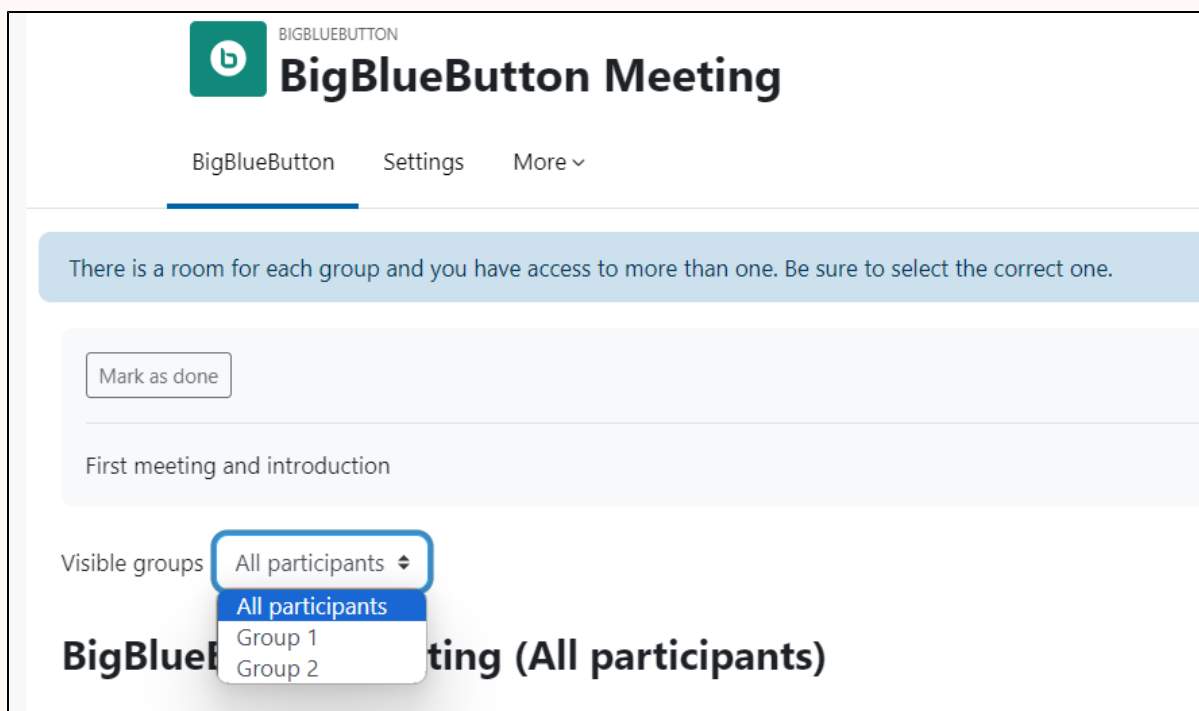 BIGBLUEBUTTON
BigBlueButton Meeting
BigBlueButton Settings More
There is a room for each group and you have access to more than one. Be sure to select the correct one.
Mark as done
First meeting and introduction
Visible groups All participants
All participants
Group 1
Group 2
(All participants)